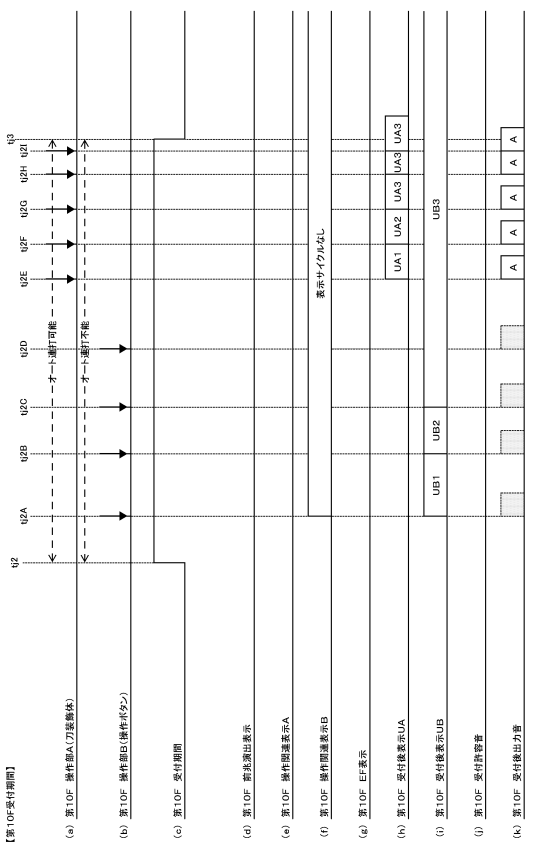 【第10F受付期間】
tj2
tj2A
tj2B
tj2C
tj2D
tj2E
tj2F
tj2G
tj2H
tj2I
tj3
(a) 第10F 操作部A(刀装飾体)
オート連打可能
オート連打不能
(b) 第10F 操作部B(操作ボタン)
(c) 第10F 受付期間
(d) 第10F 前兆演出表示
(e) 第10F 操作関連表示A
(f) 第10F 操作関連表示B
表示サイクルなし
(g) 第10F EF表示
(h) 第10F 受付後表示UA
UA1
UA2
UA3
UA3
UA3
(i) 第10F 受付後表示UB
UB1
UB2
UB3
(j) 第10F 受付許容音
(k) 第10F 受付後出力音
A
A
A
A
A